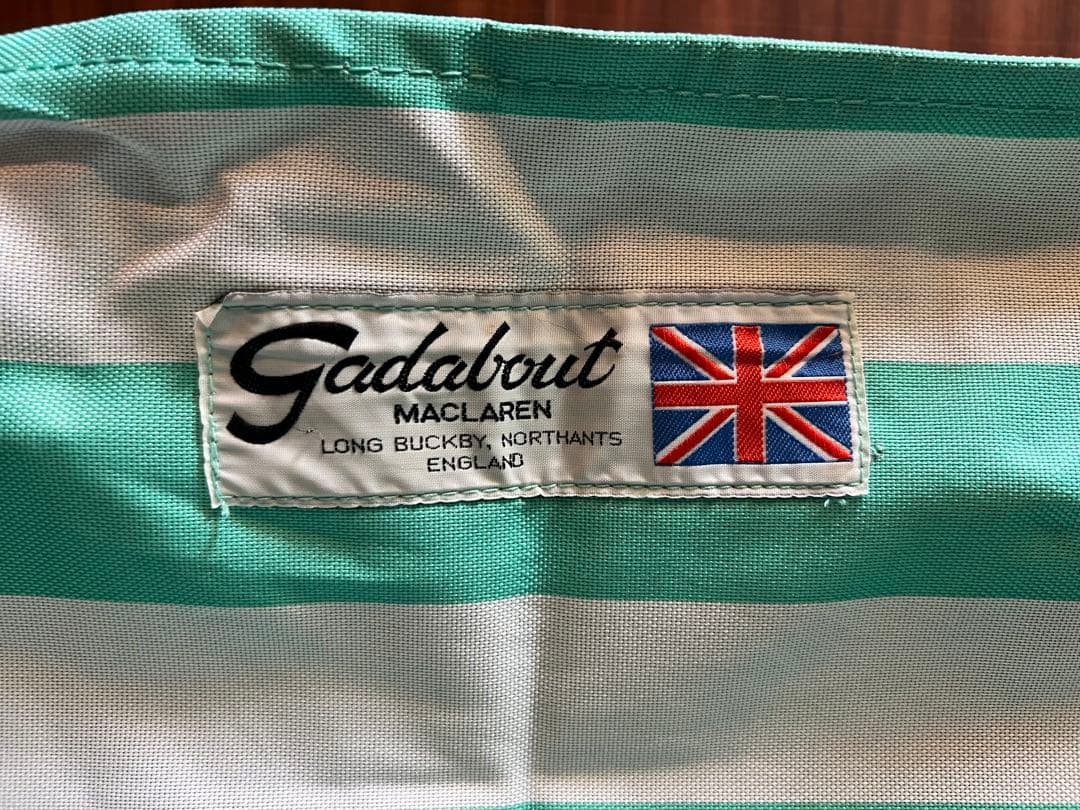 Gadabout
MACLAREN
LONG BUCKBY, NORTHANTS
ENGLAND